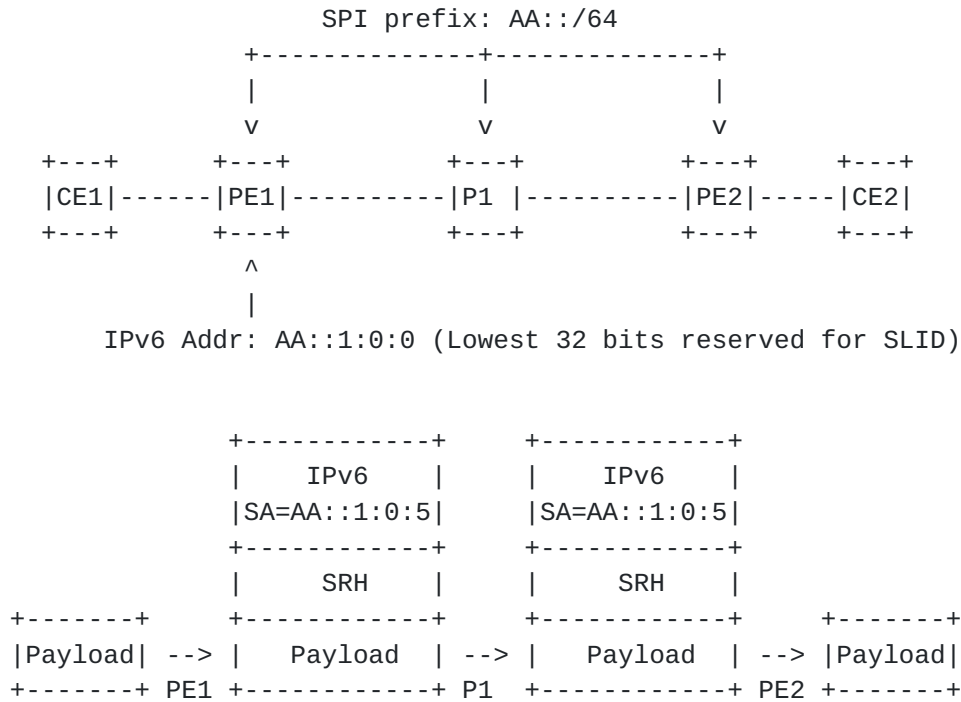 SPI prefix: AA::/64
CE1 PE1 P1 PE2 CE2
IPv6 Addr: AA::1:0:0 (Lowest 32 bits reserved for SLID)
IPv6 IPv6
SA=AA::1:0:5 SA=AA::1:0:5
SRH SRH
Payload --> Payload --> Payload --> Payload
PE1 P1 PE2